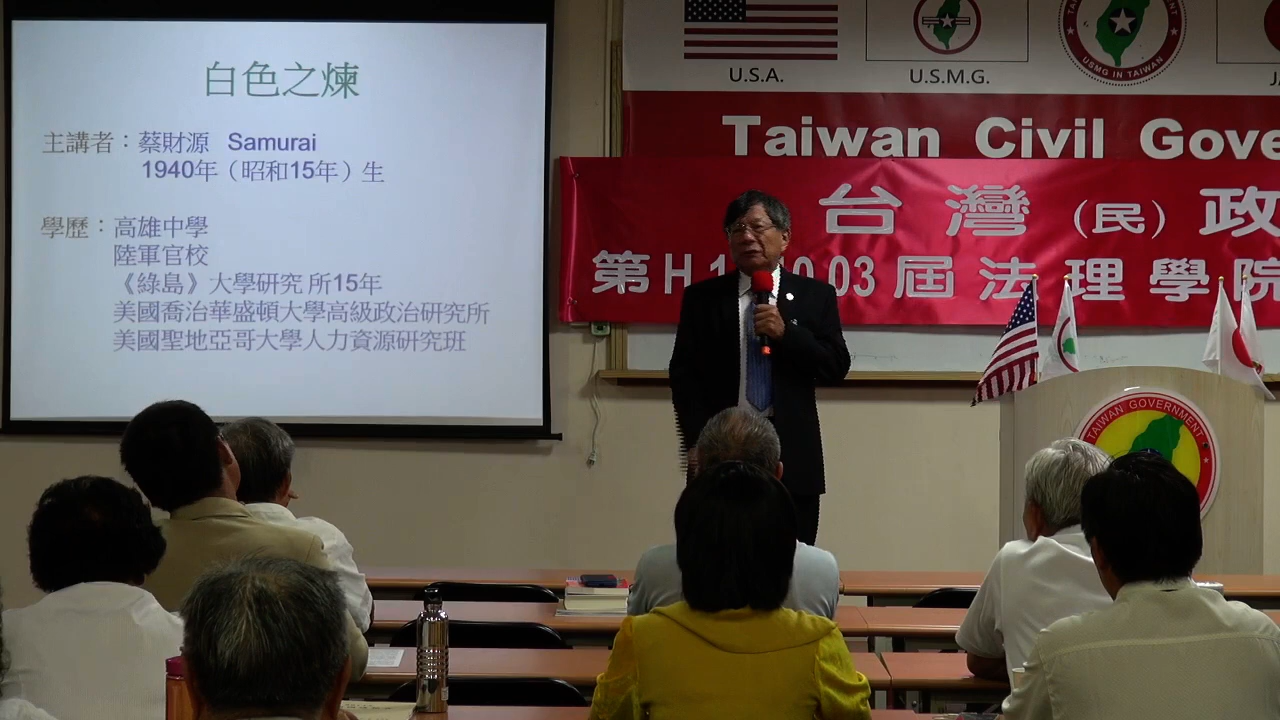 白色之煉
主講者：蔡財源 Samurai
1940年（昭和15年）生
學歷：高雄中學
陸軍官校
《綠島》大學研究 所15年
美國喬治華盛頓大學高級政治研究所
美國聖地亞哥大學人力資源研究班
U.S.A.
U.S.M.G.
USMG IN TAIWAN
Taiwan Civil Gove
台灣（民）政
屆法理學院
TAIWAN GOVERNMENT